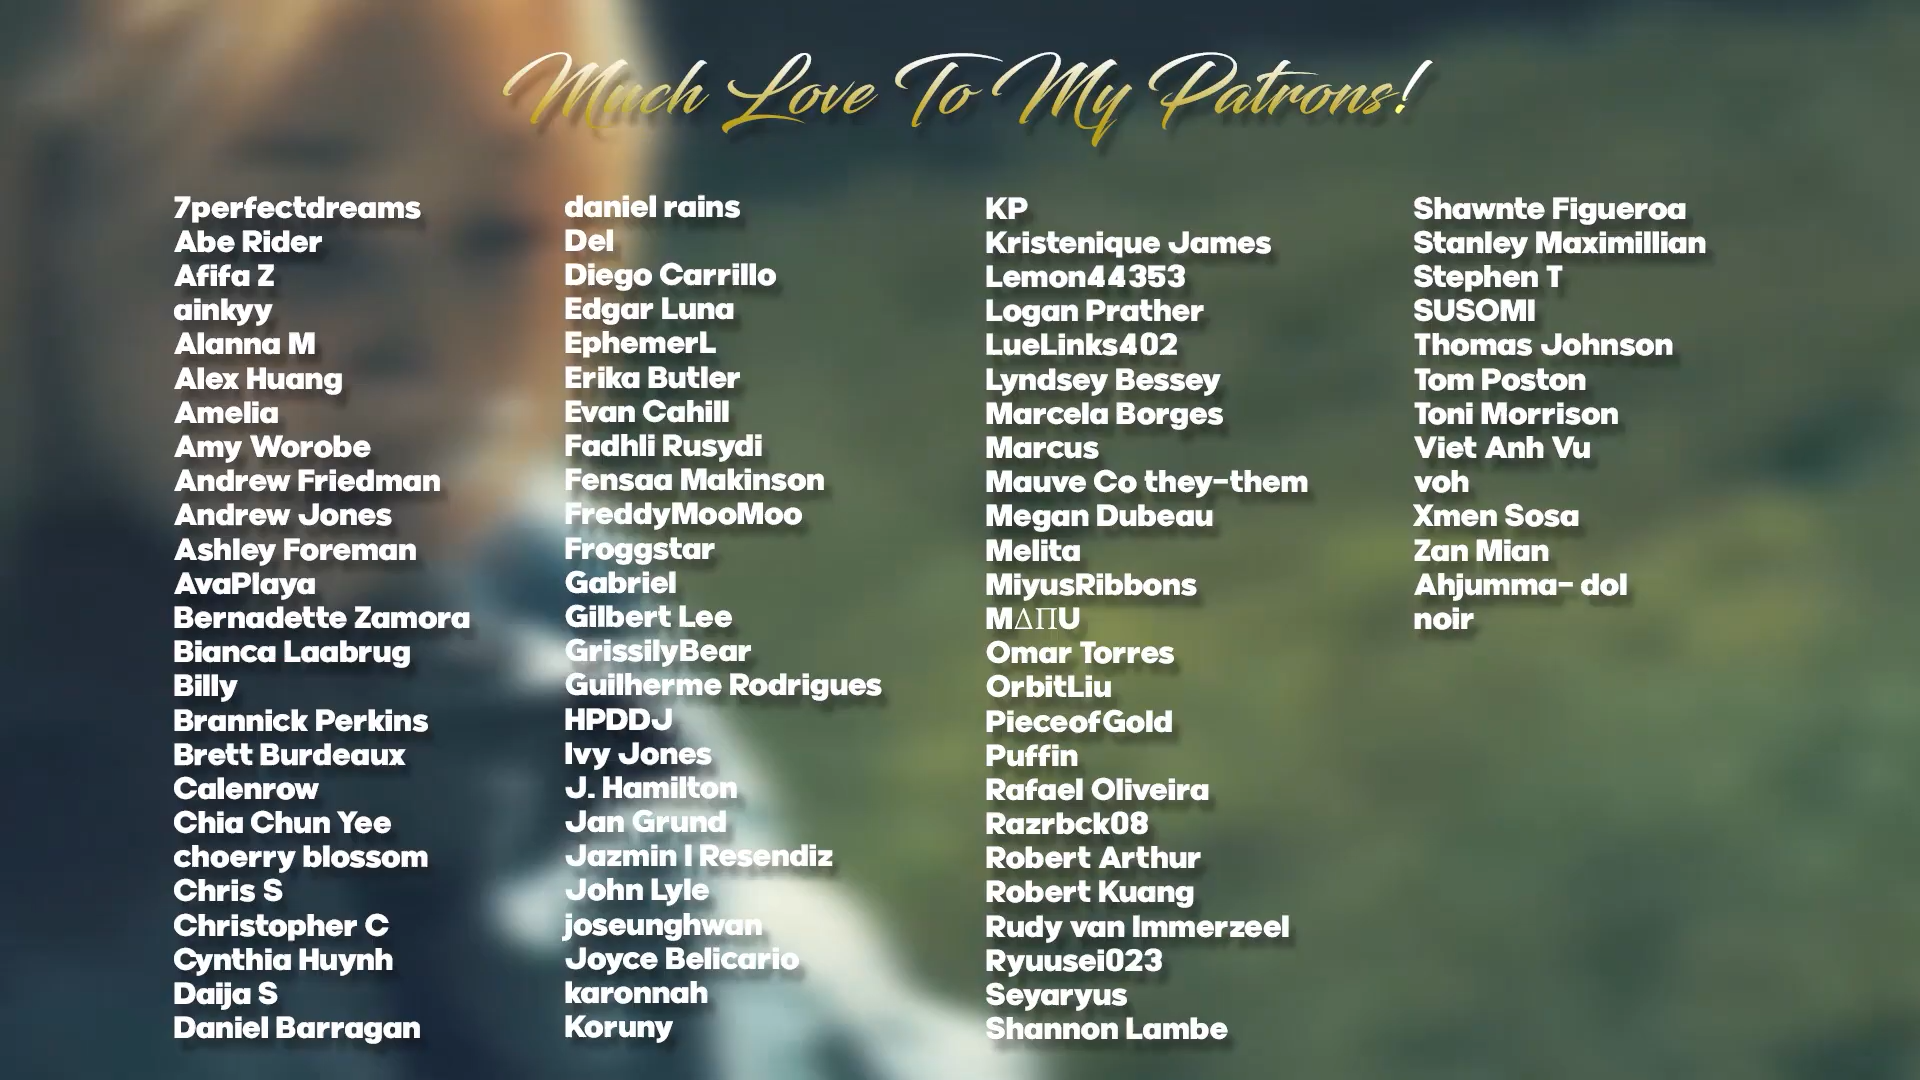 Much Love To My Patrons!
7perfectdreams
Abe Rider
Afifa Z
ainkyy
Alanna M
Alex Huang
Amelia
Amy Worobe
Andrew Friedman
Andrew Jones
Ashley Foreman
AvaPlaya
Bernadette Zamora
Bianca Laabrug
Billy
Brannick Perkins
Brett Burdeaux
Calenrow
Chia Chun Yee
choerry blossom
Chris S
Christopher C
Cynthia Huynh
Daija S
Daniel Barragan
daniel rains
Del
Diego Carrillo
Edgar Luna
EphemerL
Erika Butler
Evan Cahill
Fadhli Rusydi
Fensaa Makinson
FreddyMooMoo
Froggstar
Gabriel
Gilbert Lee
GrissilyBear
Guilherme Rodrigues
HPDDJ
Ivy Jones
J. Hamilton
Jan Grund
Jazmin I Resendiz
John Lyle
joseunghwan
Joyce Belicario
karonnah
Koruny
KP
Kristenique James
Lemon44353
Logan Prather
LueLinks402
Lyndsey Bessey
Marcela Borges
Marcus
Mauve Co they-them
Megan Dubeau
Melita
MiyusRibbons
MΔΠU
Omar Torres
OrbitLiu
PieceofGold
Puffin
Rafael Oliveira
Razrbck08
Robert Arthur
Robert Kuang
Rudy van Immerzeel
Ryuusei023
Seyaryus
Shannon Lambe
Shawnte Figueroa
Stanley Maximillian
Stephen T
SUSOMI
Thomas Johnson
Tom Poston
Toni Morrison
Viet Anh Vu
voh
Xmen Sosa
Zan Mian
Ahjumma- dol
noir